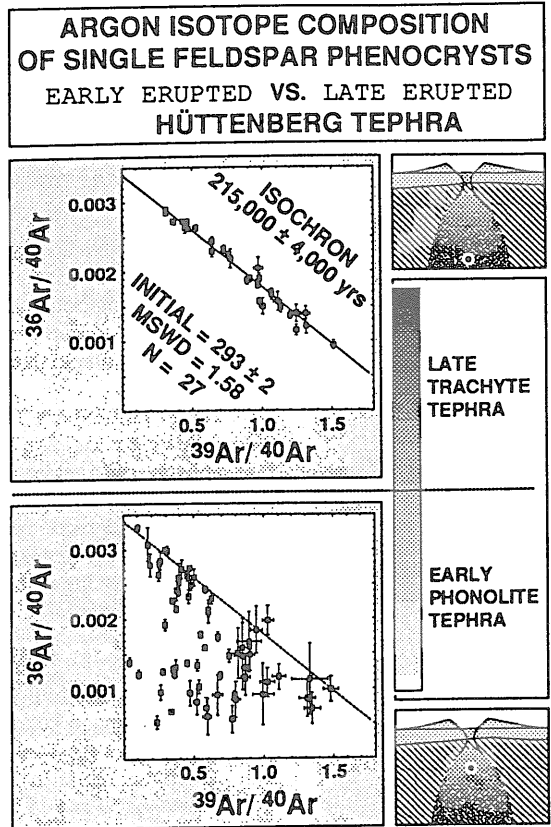 ARGON ISOTOPE COMPOSITION
OF SINGLE FELDSPAR PHENOCRYSTS
EARLY ERUPTED VS. LATE ERUPTED
HÜTTENBERG TEPHRA
36Ar/ 40Ar
0.003
0.002
0.001
ISOCHRON
215,000 ± 4,000 yrs
INITIAL = 293 ± 2
MSWD = 1.58
N = 27
0.5 1.0 1.5
39Ar/ 40Ar
LATE
TRACHYTE
TEPHRA
36Ar/ 40Ar
0.003
0.002
0.001
0.5 1.0 1.5
39Ar/ 40Ar
EARLY
PHONOLITE
TEPHRA